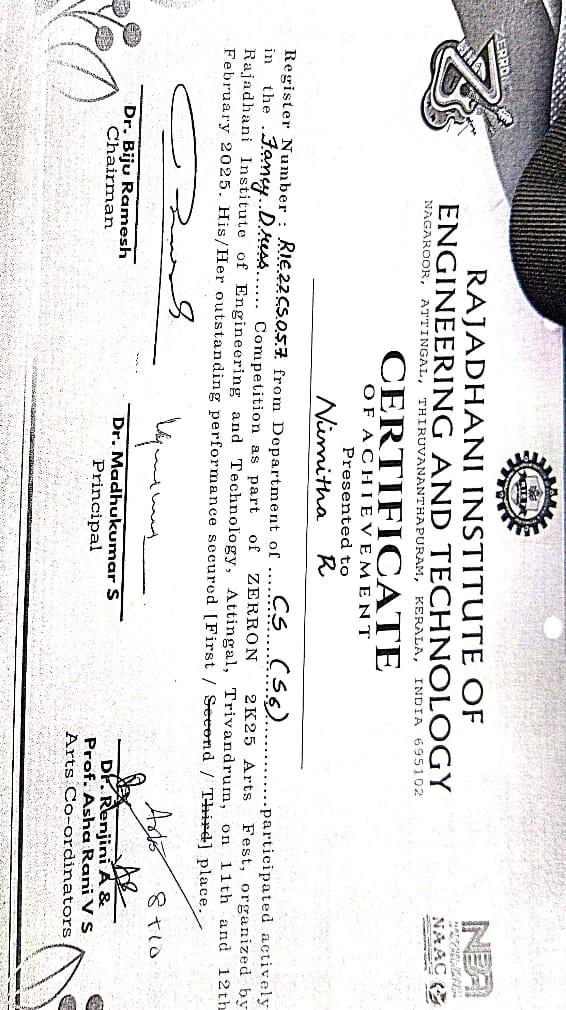 RIET
ZERRON
RAJADHANI INSTITUTE OF
ENGINEERING AND TECHNOLOGY
NAGAROOR, ATTINGAL, THIRUVANANTHAPURAM, KERALA, INDIA 695102
NBA
NAAC
CERTIFICATE
OF ACHIEVEMENT
Presented to
Nimitha R
Register Number : RIE22CS057 from Department of ...... CS (S6) ............participated actively
in the .Fancy Dress...... Competition as part of ZERRON 2K25 Arts Fest, organized by
Rajadhani Institute of Engineering and Technology, Attingal, Trivandrum, on 11th and 12th
February 2025. His/Her outstanding performance secured [First / Second / Third] place.
Arts 8+10
Dr. Biju Ramesh
Chairman
Dr. Madhukumar S
Principal
Dr. Renjini A &
Prof. Asha Rani V S
Arts Co-ordinators